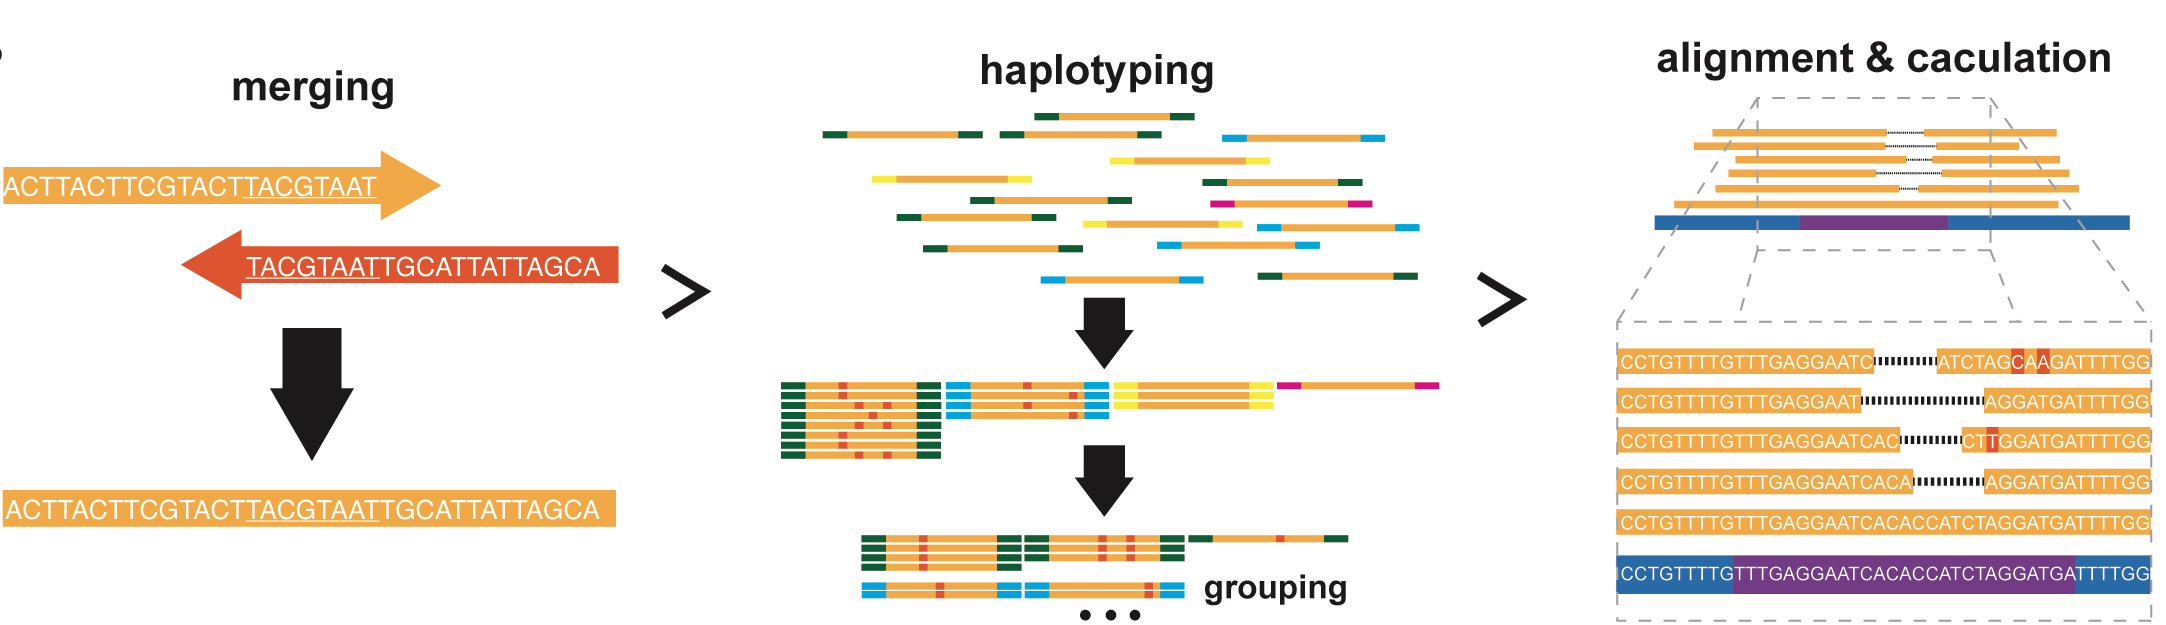 merging
ACTTACTTCGTACTTACGTAAT
TACGTAATTGCATTATTAGCA
ACTTACTTCGTACTTACGTAATTGCATTATTAGCA
haplotyping
grouping
alignment & caculation
CCTGTTTTGTTTGAGGAATC ATCTAGCAAGATTTTGG
CCTGTTTTGTTTGAGGAAT AGGATGATTTTGG
CCTGTTTTGTTTGAGGAATCAC CTTGGATGATTTTGG
CCTGTTTTGTTTGAGGAATCACA AGGATGATTTTGG
CCTGTTTTGTTTGAGGAATCACACCATCTAGGATGATTTTGG
CCTGTTTTGTTTGAGGAATCACACCATCTAGGATGATTTTGG